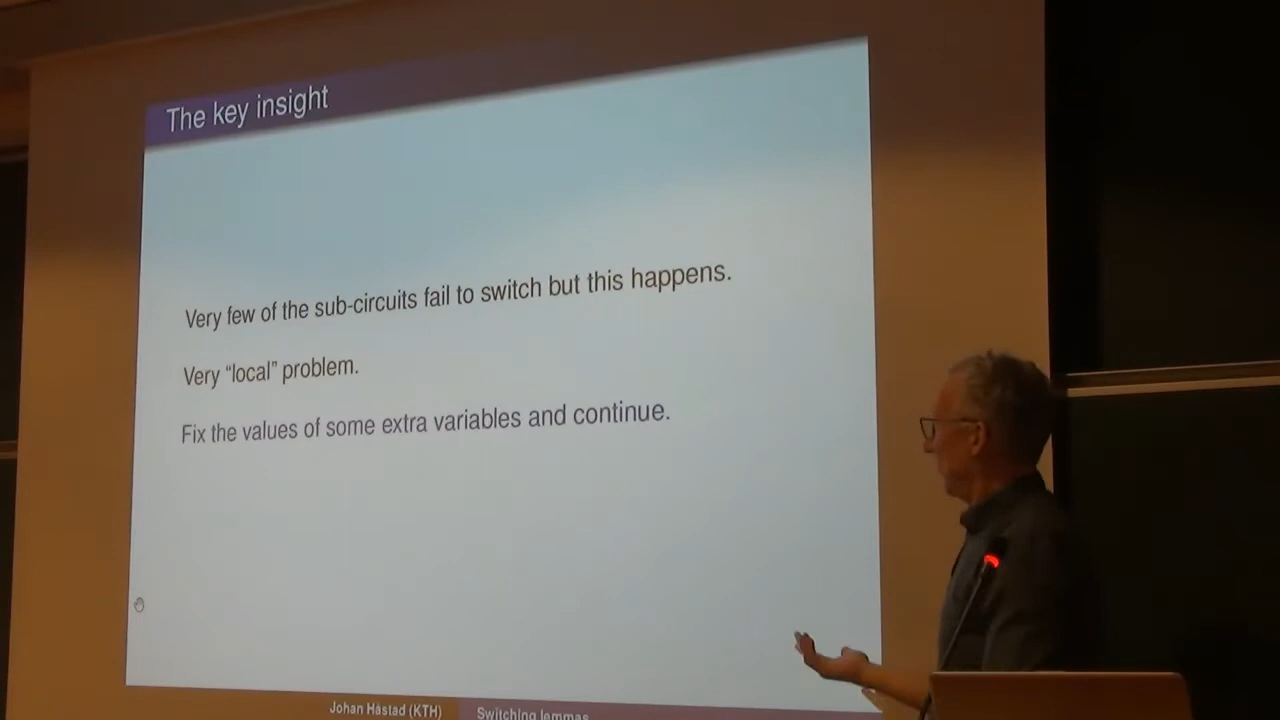 The key insight
Very few of the sub-circuits fail to switch but this happens.
Very “local” problem.
Fix the values of some extra variables and continue.
Johan Håstad (KTH)
Switching lemmas